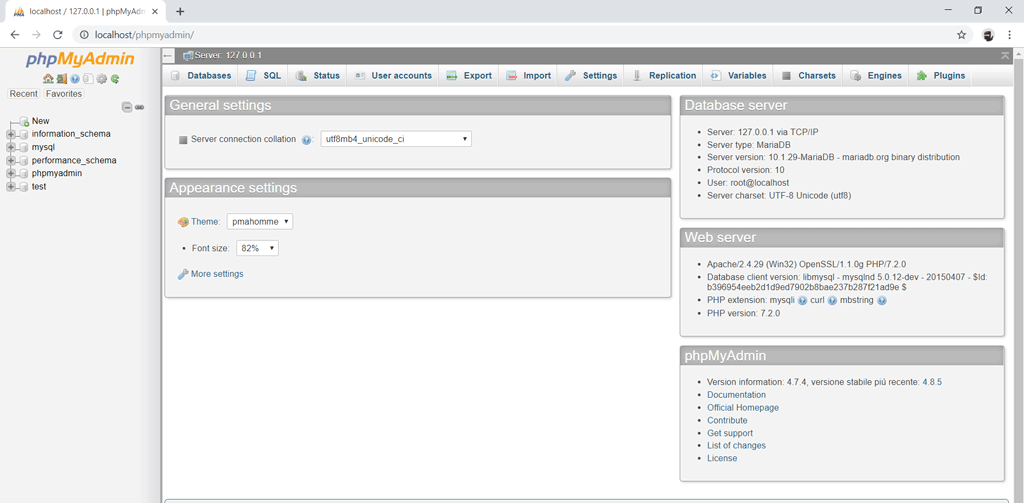 localhost / 127.0.0.1 | phpMyAdm
localhost/phpmyadmin/
phpMyAdmin
Recent Favorites
New
information_schema
mysql
performance_schema
phpmyadmin
test
Server: 127.0.0.1
Databases SQL Status User accounts Export Import Settings Replication Variables Charsets Engines Plugins
General settings
Server connection collation utf8mb4_unicode_ci
Appearance settings
Theme: pmahomme
Font size: 82%
More settings
Database server
Server: 127.0.0.1 via TCP/IP
Server type: MariaDB
Server version: 10.1.29-MariaDB - mariadb.org binary distribution
Protocol version: 10
User: root@localhost
Server charset: UTF-8 Unicode (utf8)
Web server
Apache/2.4.29 (Win32) OpenSSL/1.1.0g PHP/7.2.0
Database client version: libmysql - mysqlnd 5.0.12-dev - 20150407 - $Id:
b396954eeb2d1d9ed7902b8bae237b287f21ad9e $
PHP extension: mysqli curl mbstring
PHP version: 7.2.0
phpMyAdmin
Version information: 4.7.4, versione stabile piú recente: 4.8.5
Documentation
Official Homepage
Contribute
Get support
List of changes
License